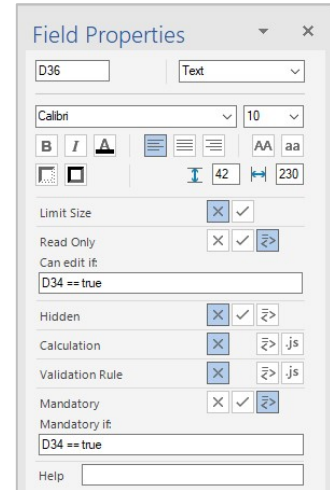 Field Properties
D36 Text
Calibri 10
B I A AA aa
42 230
Limit Size
Read Only
Can edit if:
D34 == true
Hidden
Calculation .js
Validation Rule .js
Mandatory
Mandatory if:
D34 == true
Help